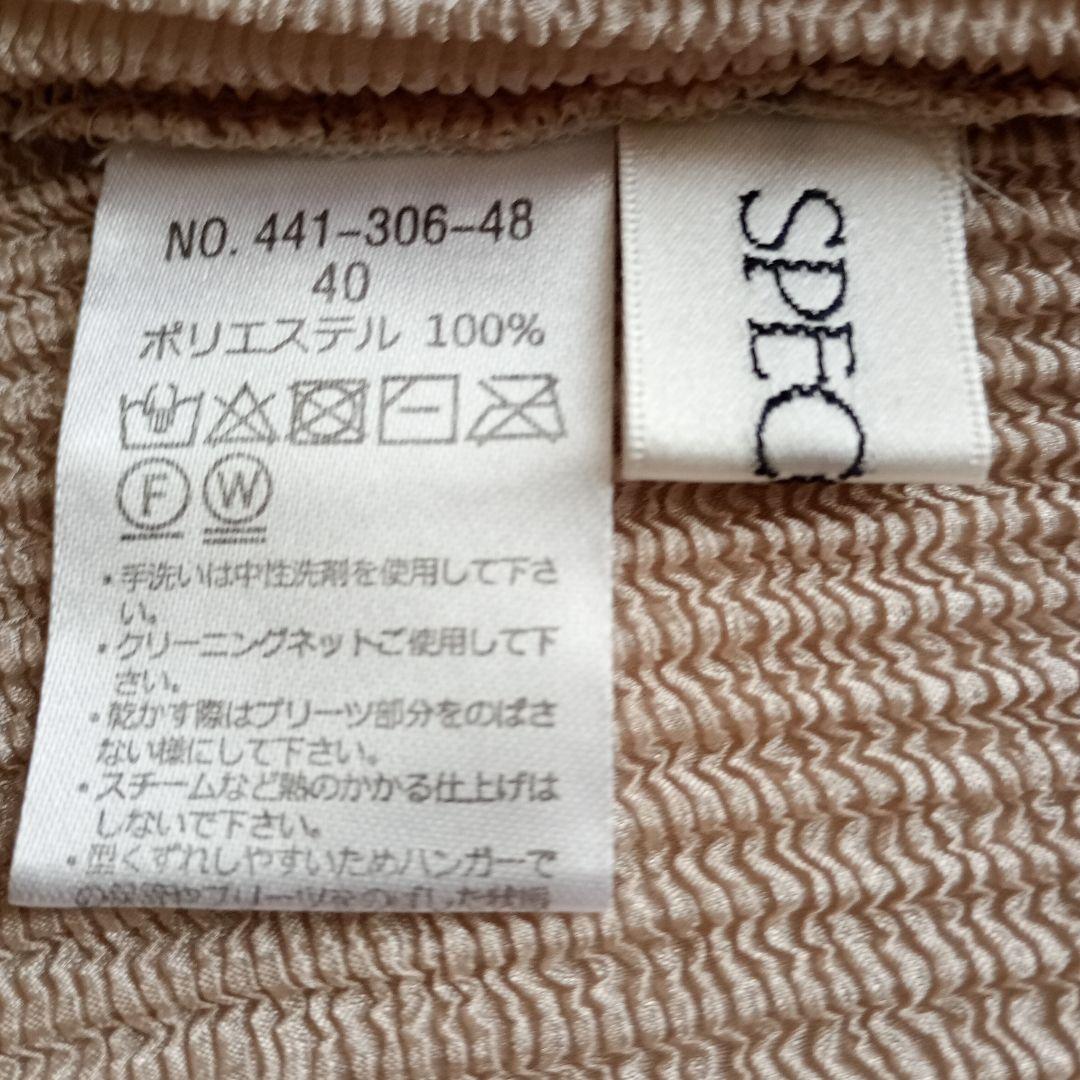 NO. 441-306-48
40
ポリエステル 100%
F W
・手洗いは中性洗剤を使用して下さ
い。
・クリーニングネットご使用して下
さい。
・乾かす際はプリーツ部分をのばさ
ない様にして下さい。
・スチームなど熱のかかる仕上げは
しないで下さい。
・型くずれしやすいためハンガーで
SPEC